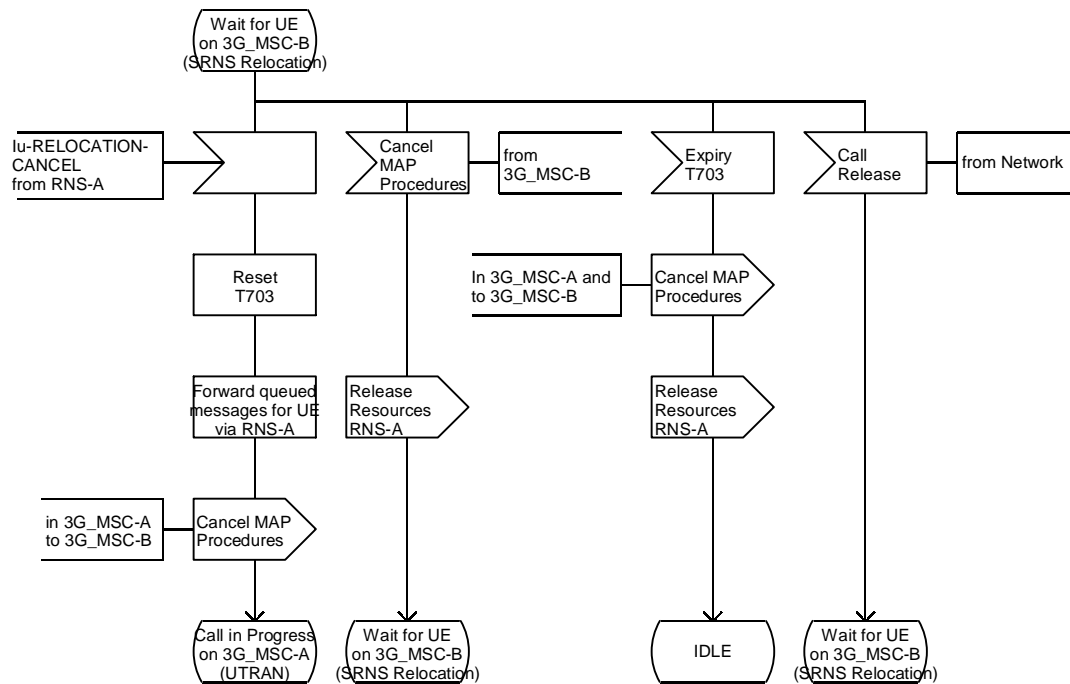 Wait for UE
on 3G_MSC-B
(SRNS Relocation)
Iu-RELOCATION-
CANCEL
from RNS-A
Cancel
MAP
Procedures
from
3G_MSC-B
Expiry
T703
Call
Release
from Network
Reset
T703
In 3G_MSC-A and
to 3G_MSC-B
Cancel MAP
Procedures
Forward queued
messages for UE
via RNS-A
Release
Resources
RNS-A
Release
Resources
RNS-A
in 3G_MSC-A
to 3G_MSC-B
Cancel MAP
Procedures
Call in Progress
on 3G_MSC-A
(UTRAN)
Wait for UE
on 3G_MSC-B
(SRNS Relocation)
IDLE
Wait for UE
on 3G_MSC-B
(SRNS Relocation)